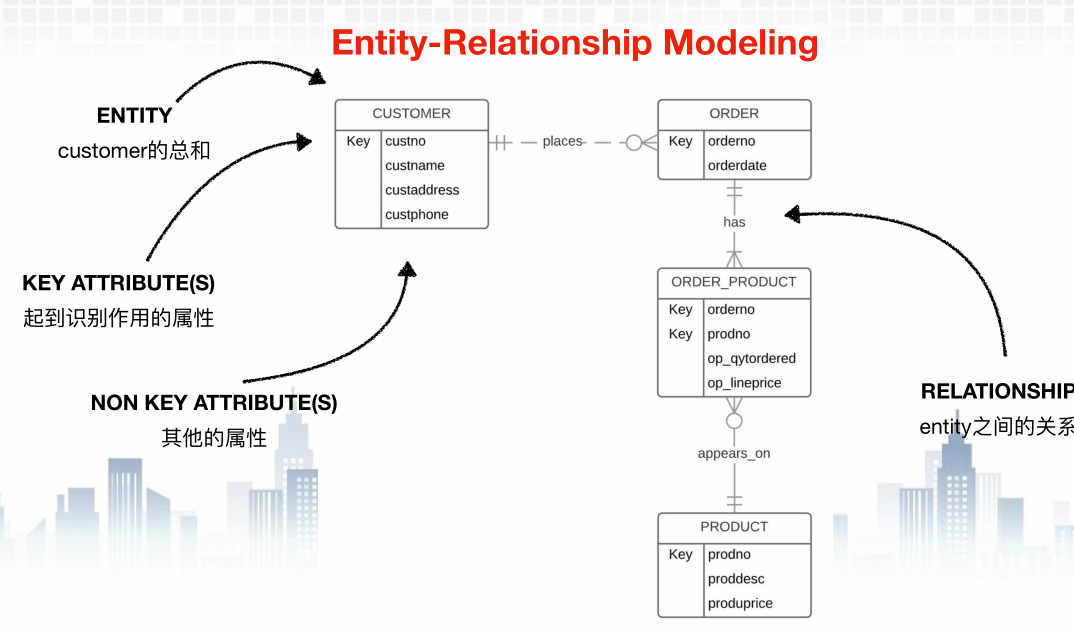 Entity-Relationship Modeling
ENTITY
customer的总和
KEY ATTRIBUTE(S)
起到识别作用的属性
NON KEY ATTRIBUTE(S)
其他的属性
CUSTOMER
Key custno
custname
custaddress
custphone
places
ORDER
Key orderno
orderdate
has
ORDER_PRODUCT
Key orderno
Key prodno
op_qytordered
op_lineprice
appears_on
PRODUCT
Key prodno
proddesc
produprice
RELATIONSHIP
entity之间的关系